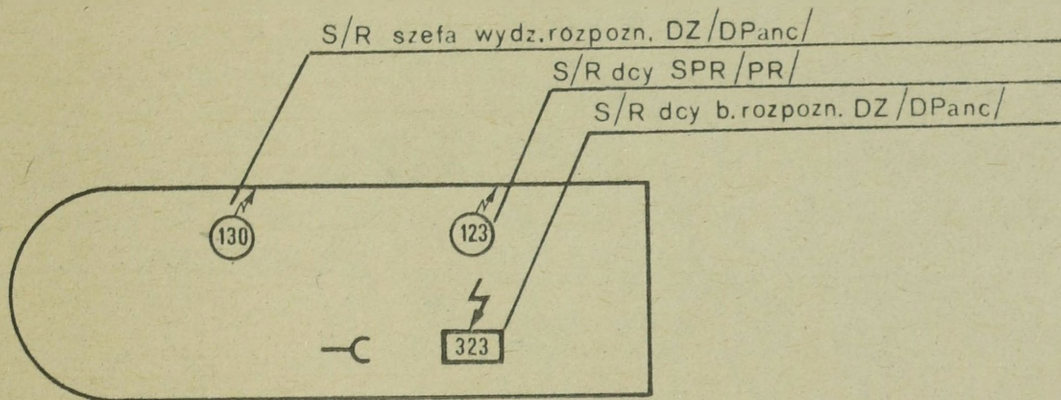 S/R szefa wydz.rozpozn. DZ/DPanc/
S/R dcy SPR/PR/
S/R dcy b.rozpozn. DZ/DPanc/
130
123
323